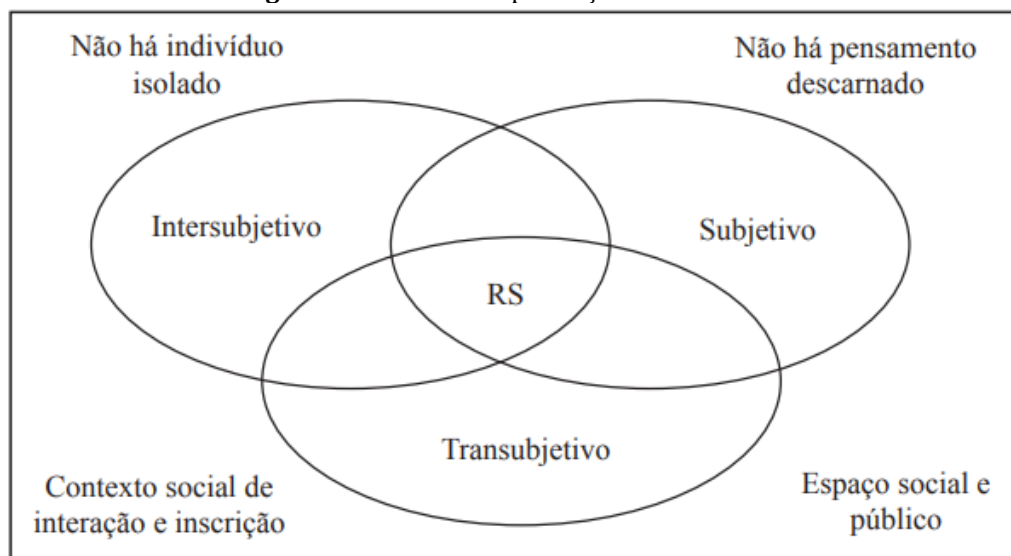 Não há indivíduo
isolado
Não há pensamento
descarnado
Intersubjetivo
Subjetivo
RS
Transubjetivo
Contexto social de
interação e inscrição
Espaço social e
público